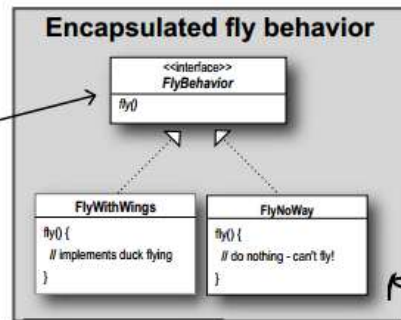 Encapsulated fly behavior
<<interface>>
FlyBehavior
fly()
FlyWithWings
fly() {
// implements duck flying
}
FlyNoWay
fly() {
// do nothing - can't fly!
}